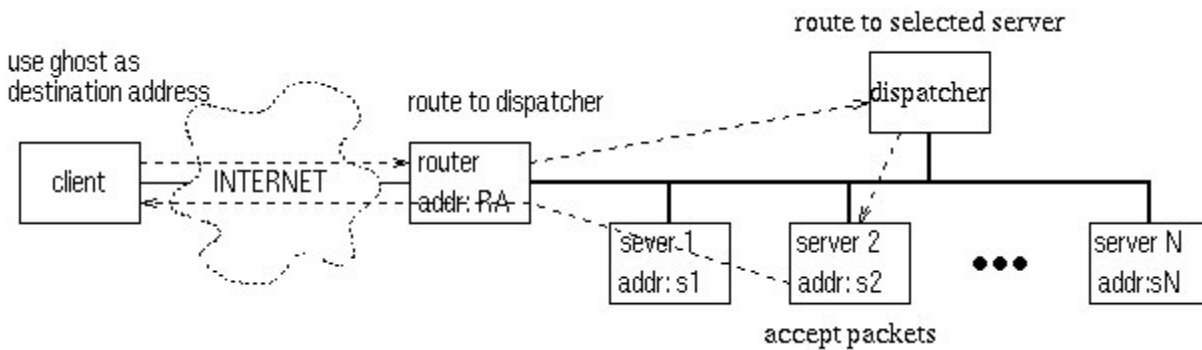 route to selected server
use ghost as
destination address
route to dispatcher
dispatcher
client
INTERNET
router
addr: RA
sever 1
addr: s1
server 2
addr: s2
server N
addr:sN
accept packets